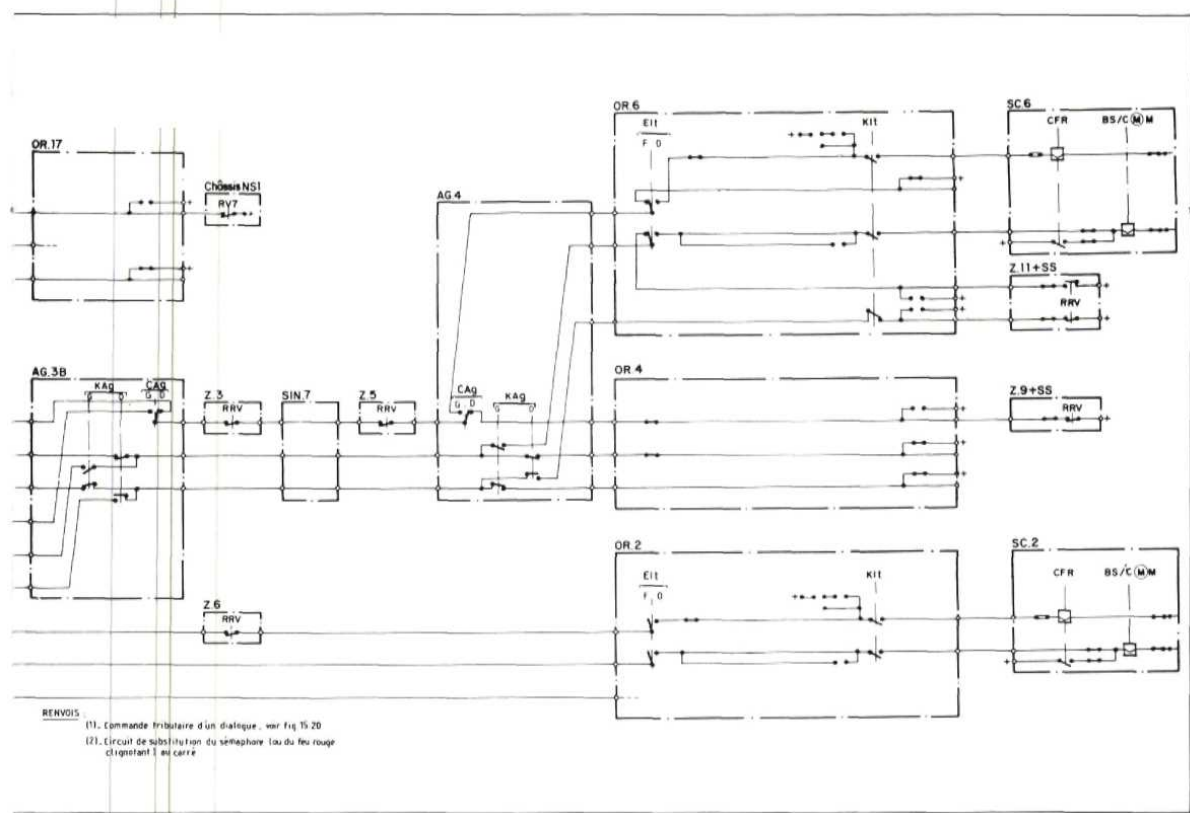 OR.17
Châssis NS1
RV7
+
+
AG.3B
KAg
G D
CAg
G D
Z.3
RRV
SIN.7
Z.5
RRV
AG.4
CAg
G D
KAg
G D
OR.6
Elt
F O
Kit
+
+
+
+
SC.6
CFR
BS/C M M
+
Z.11+SS
RRV
+
+
OR.4
+
+
+
Z.9+SS
RRV
+
Z.6
RRV
OR.2
Elt
F O
Kit
+
SC.2
CFR
BS/C M M
+
RENVOIS
(1). Commande tributaire d'un dialogue, voir fig 15.20
(2). Circuit de substitution du sémaphore (ou du feu rouge
clignotant) au carré